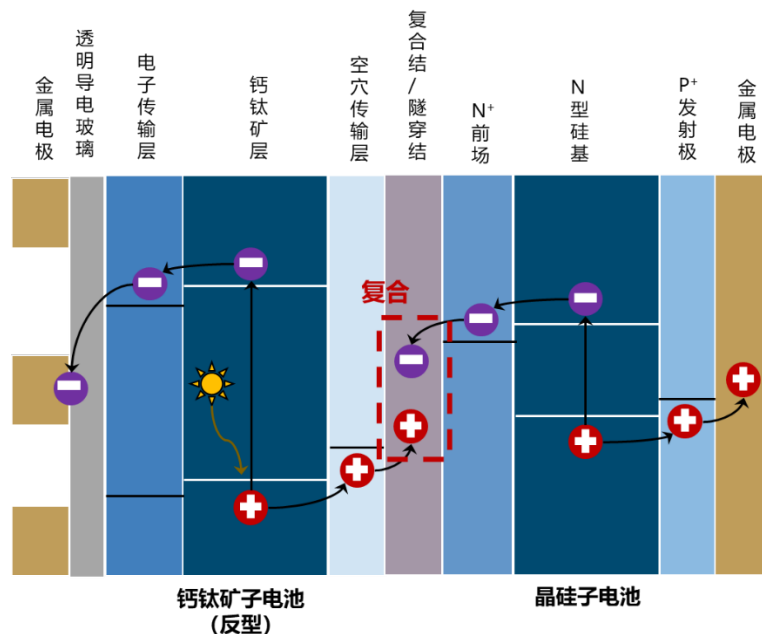 金属电极
透明导电玻璃
电子传输层
钙钛矿层
空穴传输层
复合结/隧穿结
N⁺前场
N型硅基
P⁺发射极
金属电极
复合
钙钛矿子电池
（反型）
晶硅子电池